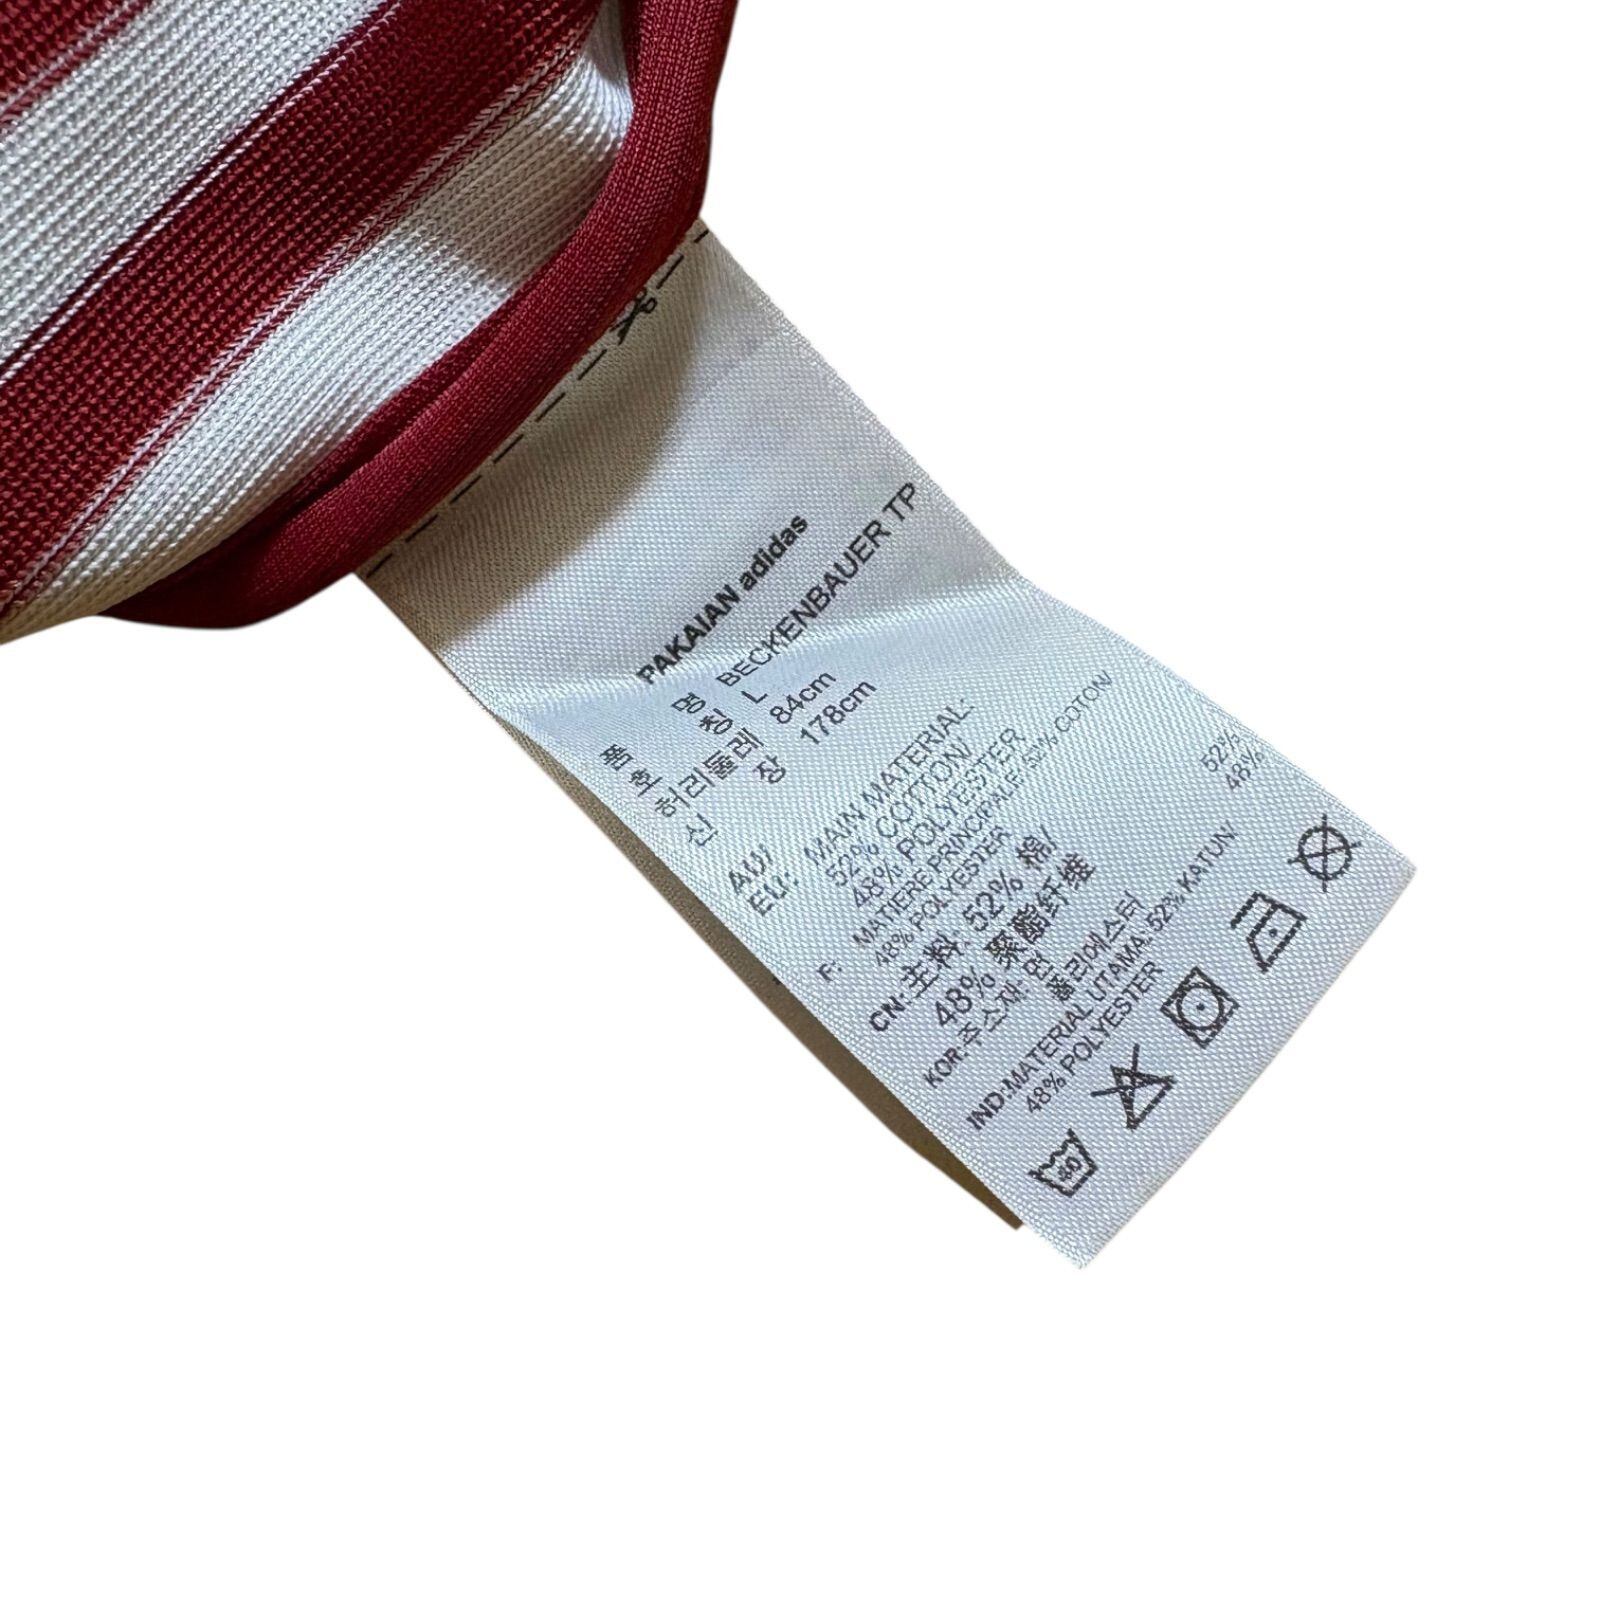 PAKAIAN adidas
품 명 BECKENBAUER TP
호 칭 L
허리둘레 84cm
신 장 178cm
AU/
EU: MAIN MATERIAL:
52% COTTON/
48% POLYESTER
F: MATIERE PRINCIPALE: 52% COTON/
48% POLYESTER
CN: 主料: 52% 棉/
48% 聚酯纤维
KOR:주소재: 면 52%
폴리에스터 48%
IND:MATERIAL UTAMA: 52% KATUN/
48% POLYESTER